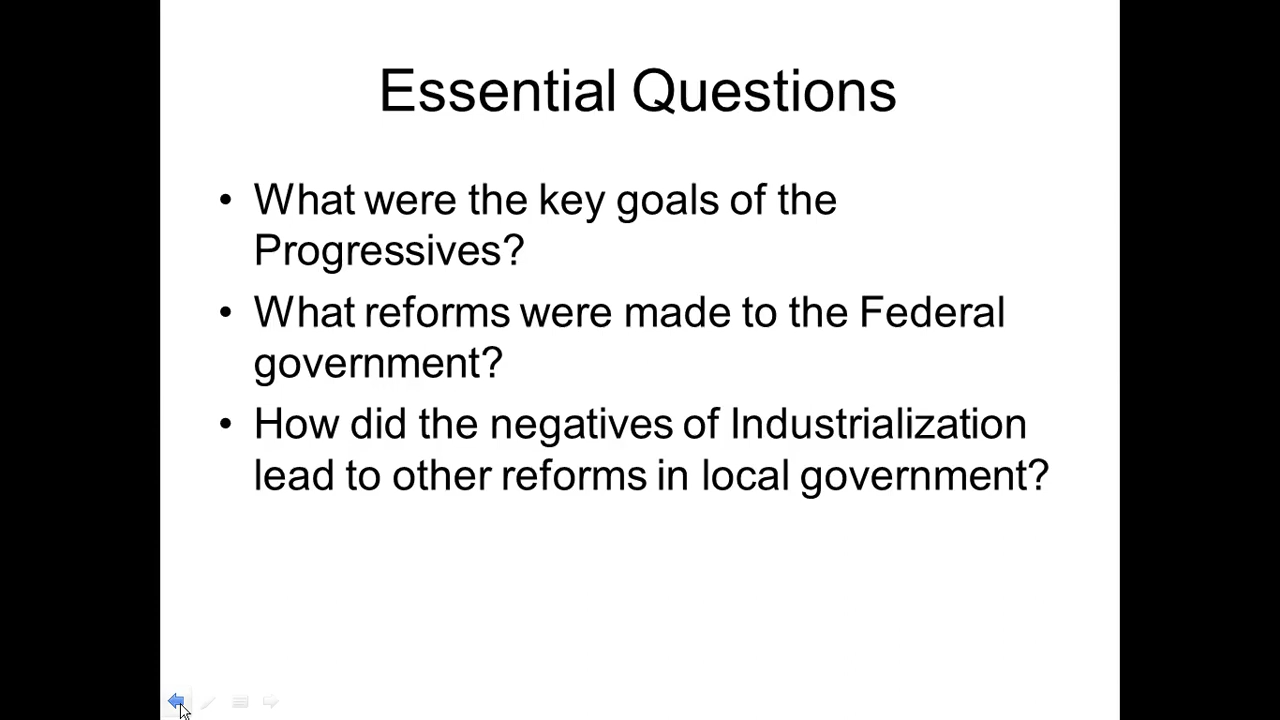 Essential Questions
• What were the key goals of the
Progressives?
• What reforms were made to the Federal
government?
• How did the negatives of Industrialization
lead to other reforms in local government?